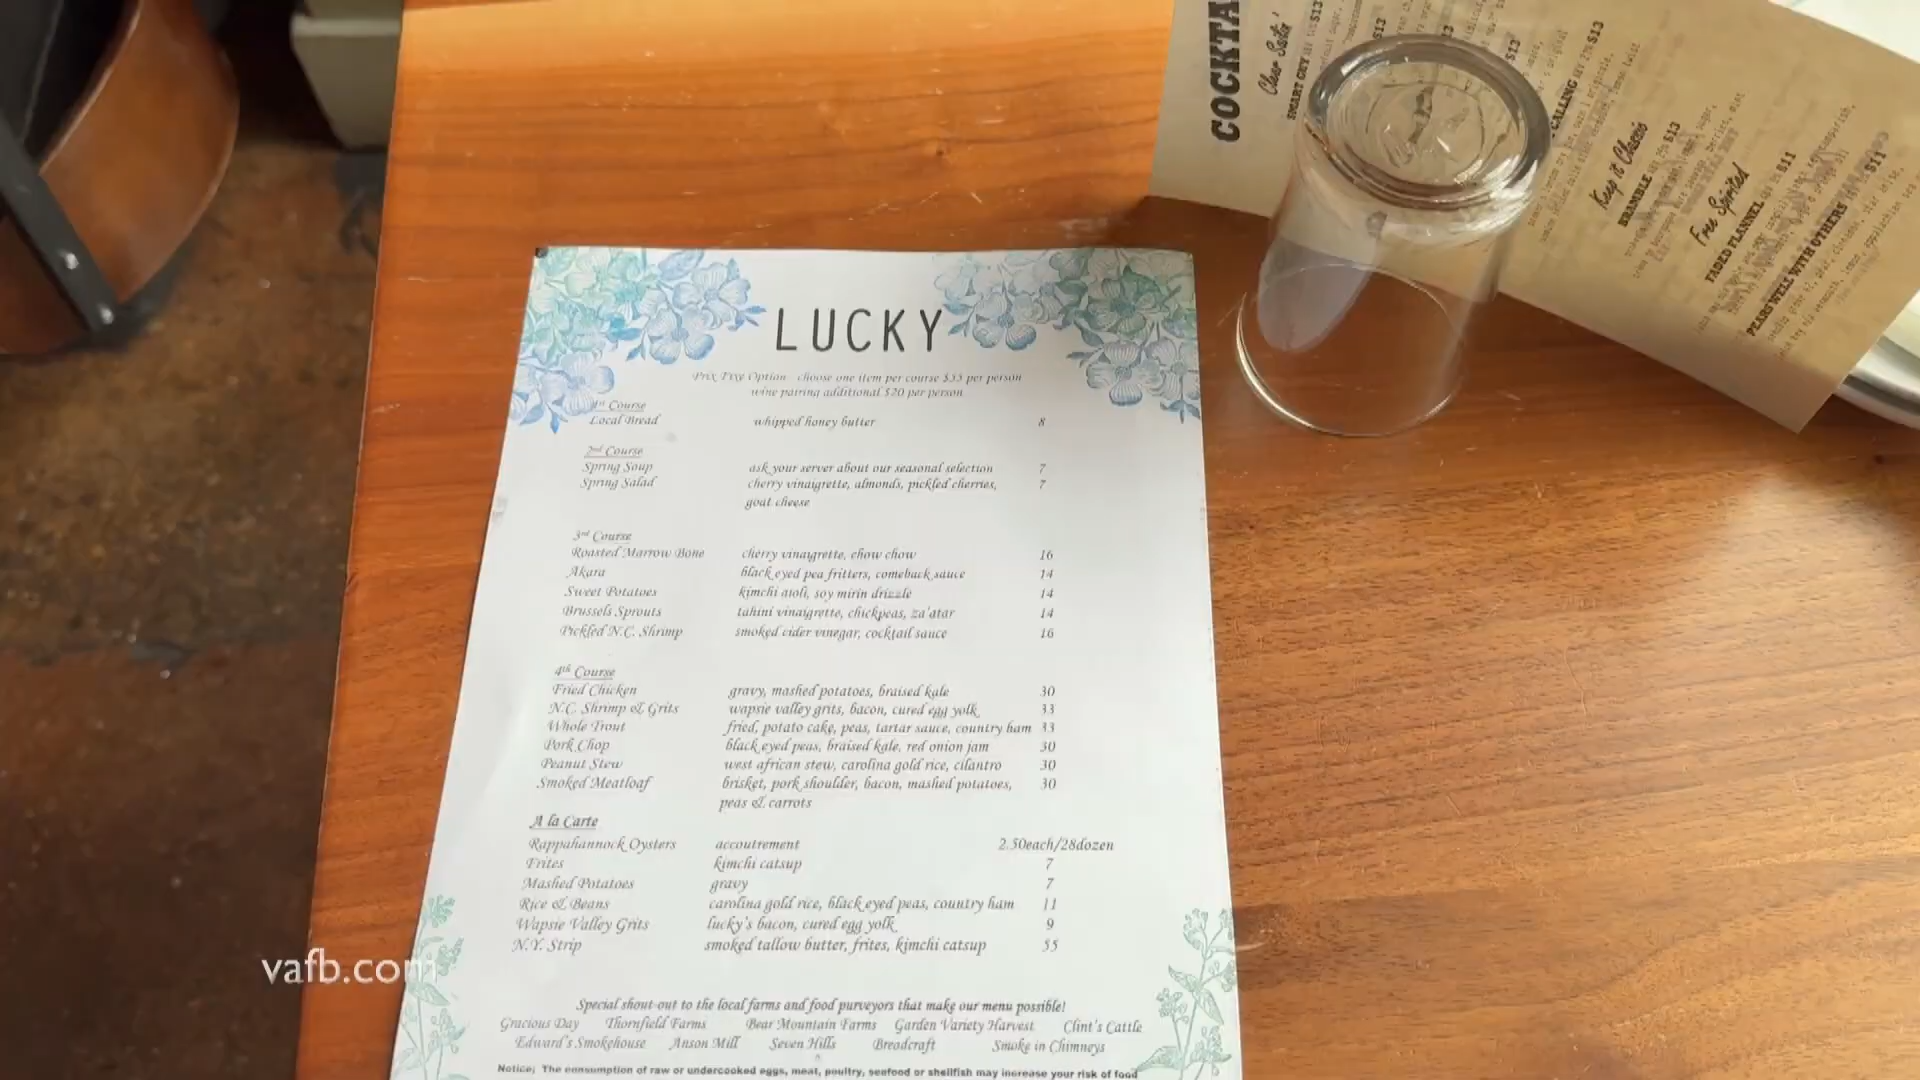 LUCKY
Prix Fixe Option choose one item per course $55 per person
wine pairing additional $20 per person
1st Course
Local Bread whipped honey butter 8
2nd Course
Spring Soup ask your server about our seasonal selection 7
Spring Salad cherry vinaigrette, almonds, pickled cherries, 7
goat cheese
3rd Course
Roasted Marrow Bone cherry vinaigrette, chow chow 16
Akara black eyed pea fritters, comeback sauce 14
Sweet Potatoes kimchi aioli, soy mirin drizzle 14
Brussels Sprouts tahini vinaigrette, chickpeas, za'atar 14
Pickled N.C. Shrimp smoked cider vinegar, cocktail sauce 16
4th Course
Fried Chicken gravy, mashed potatoes, braised kale 30
N.C. Shrimp & Grits wapsie valley grits, bacon, cured egg yolk 33
Whole Trout fried, potato cake, peas, tartar sauce, country ham 33
Pork Chop black eyed peas, braised kale, red onion jam 30
Peanut Stew west african stew, carolina gold rice, cilantro 30
Smoked Meatloaf brisket, pork shoulder, bacon, mashed potatoes, 30
peas & carrots
A la Carte
Rappahannock Oysters accoutrement 2.50each/28dozen
Frites kimchi catsup 7
Mashed Potatoes gravy 7
Rice & Beans carolina gold rice, black eyed peas, country ham 11
Wapsie Valley Grits lucky's bacon, cured egg yolk 9
N.Y. Strip smoked tallow butter, frites, kimchi catsup 55
Special shout-out to the local farms and food purveyors that make our menu possible!
Gracious Day Thornfield Farms Bear Mountain Farms Garden Variety Harvest Clint's Cattle
Edward's Smokehouse Anson Mill Seven Hills Breadcraft Smoke in Chimneys
Notice; The consumption of raw or undercooked eggs, meat, poultry, seafood or shellfish may increase your risk of food
COCKTA
SMART GUY $13
CALLING $13
Keep It Classic
BRAMBLE $13
Free Spirited
FADED FLANNEL $11
PEARS WELL WITH OTHERS $11
vafb.com